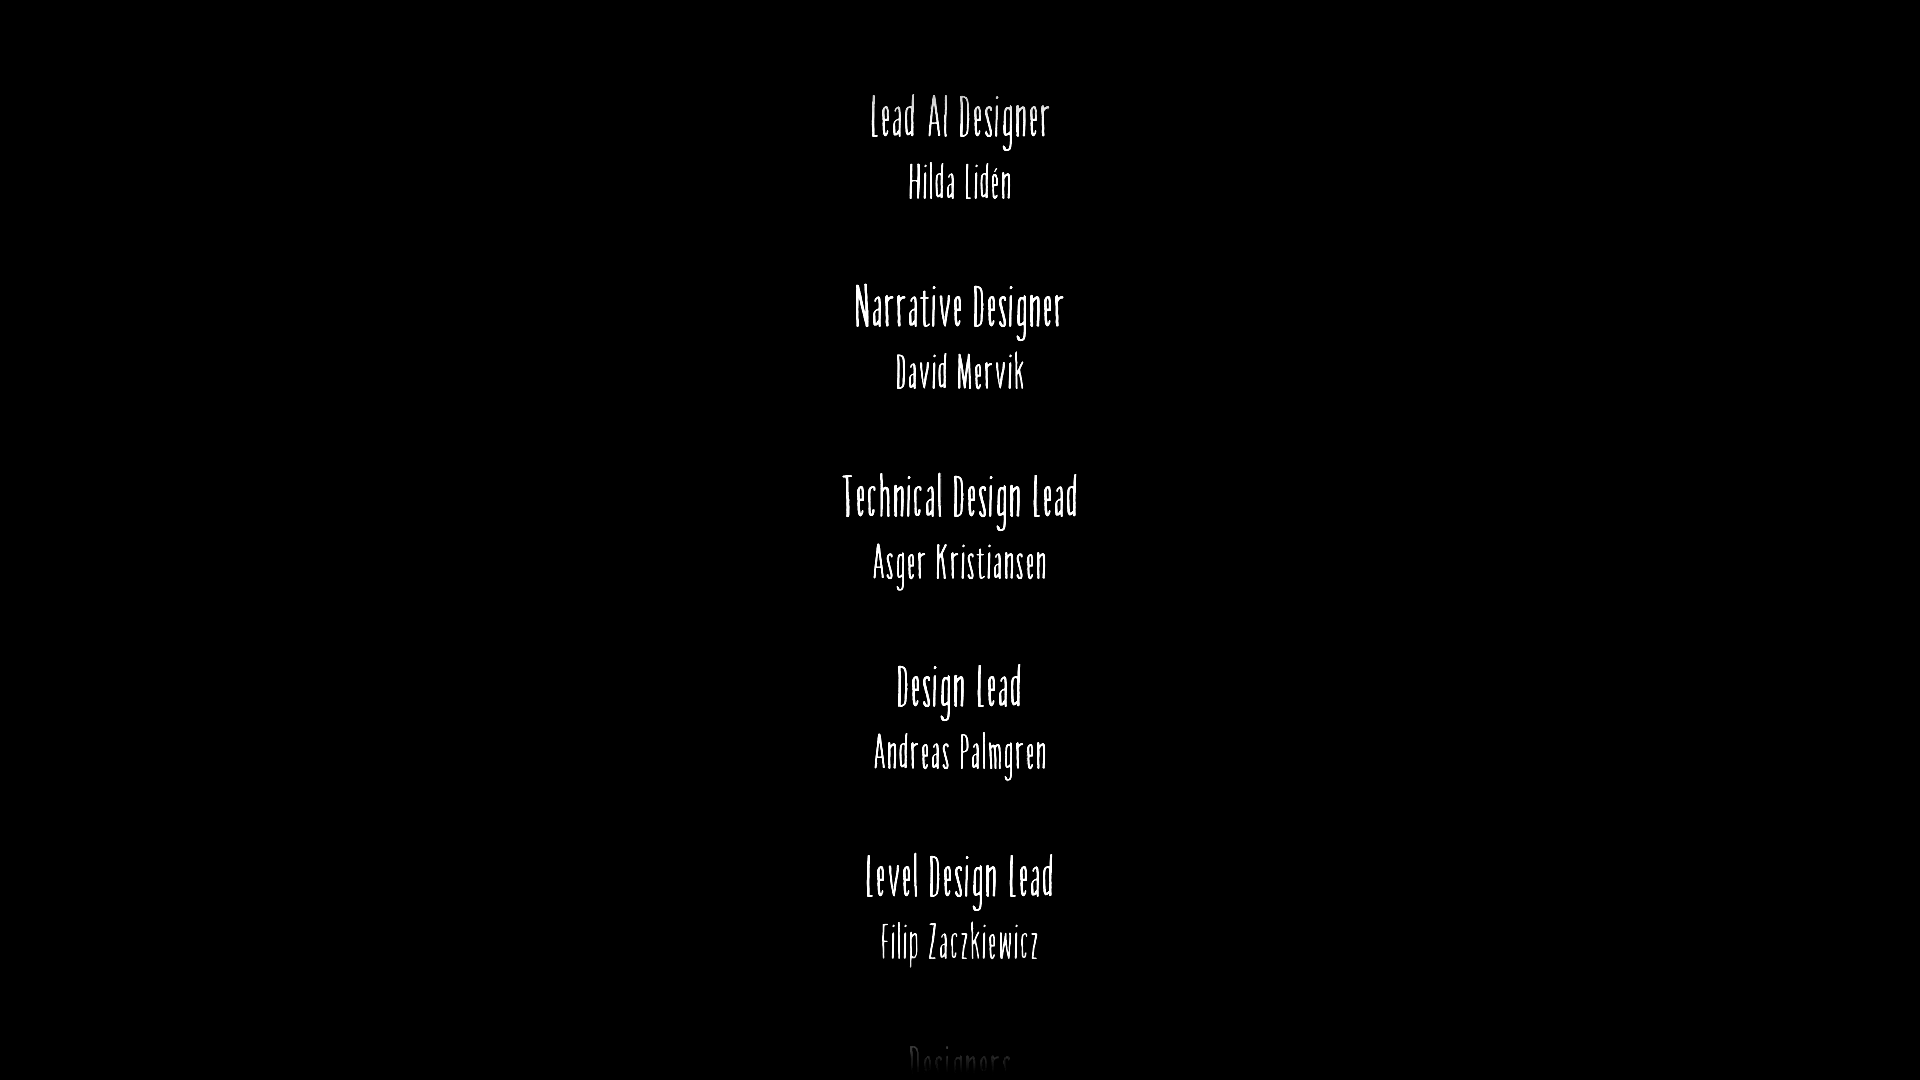 Lead AI Designer
Hilda Lidén
Narrative Designer
David Mervik
Technical Design Lead
Asger Kristiansen
Design Lead
Andreas Palmgren
Level Design Lead
Filip Zaczkiewicz
Designers